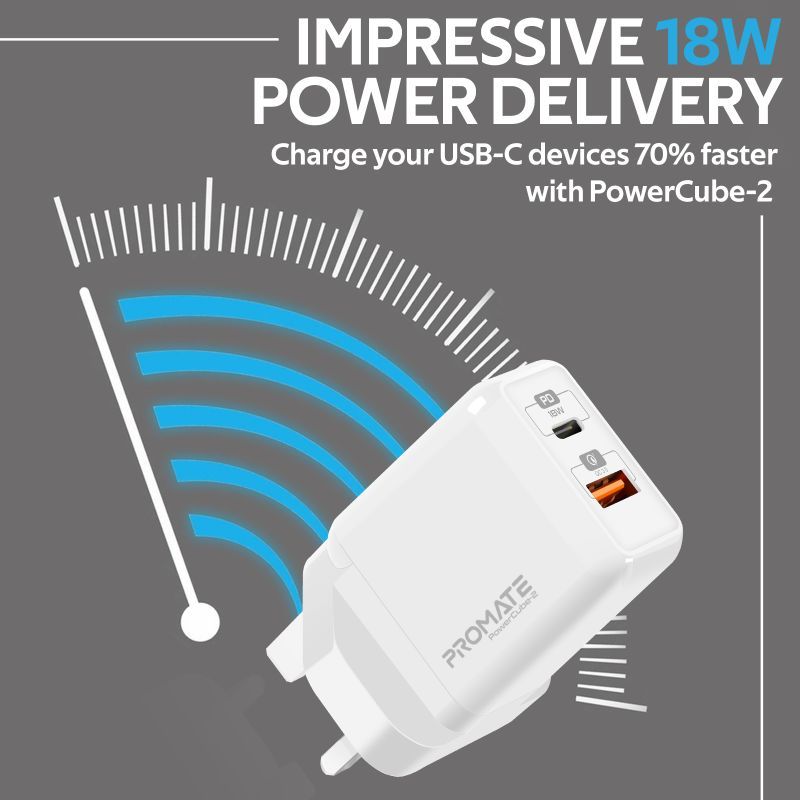 IMPRESSIVE 18W
POWER DELIVERY
Charge your USB-C devices 70% faster
with PowerCube-2
PD
18W
PROMATE
PowerCube-2